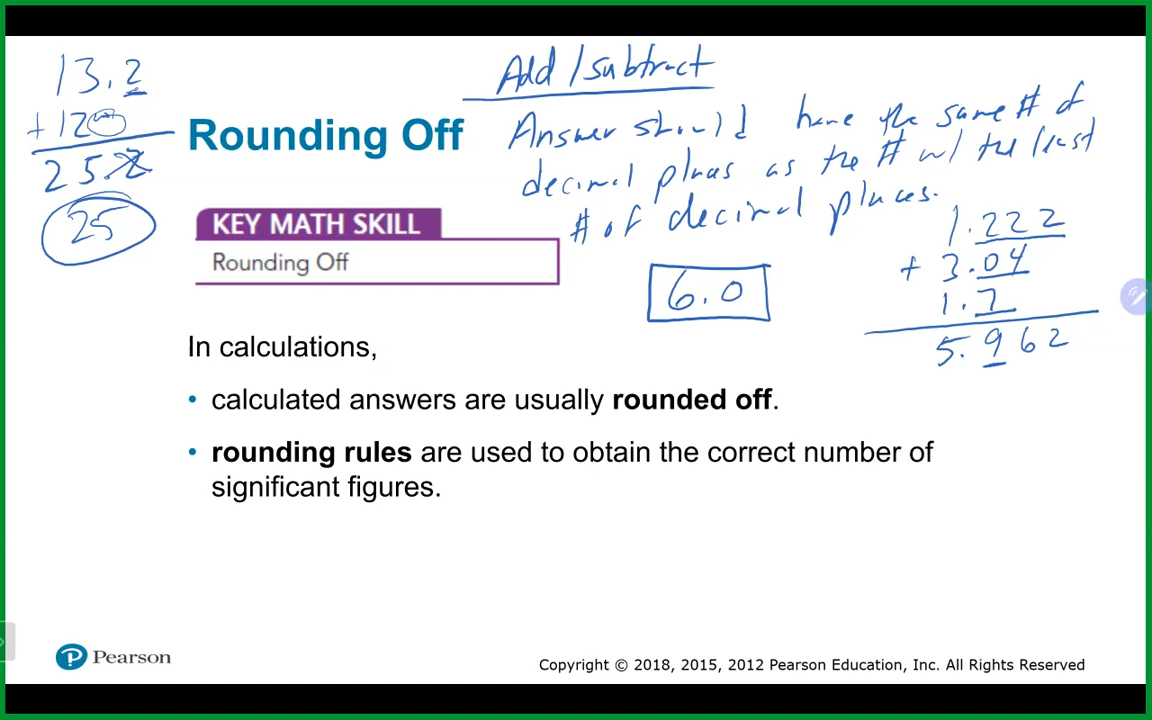 13.2
+ 12
25.2
25
Add / subtract
Answer should have the same # of
decimal places as the # w/ the least
# of decimal places.
1.222
+ 3.04
1.7
5.962
6.0
Rounding Off
KEY MATH SKILL
Rounding Off
In calculations,
• calculated answers are usually rounded off.
• rounding rules are used to obtain the correct number of
significant figures.
P Pearson
Copyright © 2018, 2015, 2012 Pearson Education, Inc. All Rights Reserved